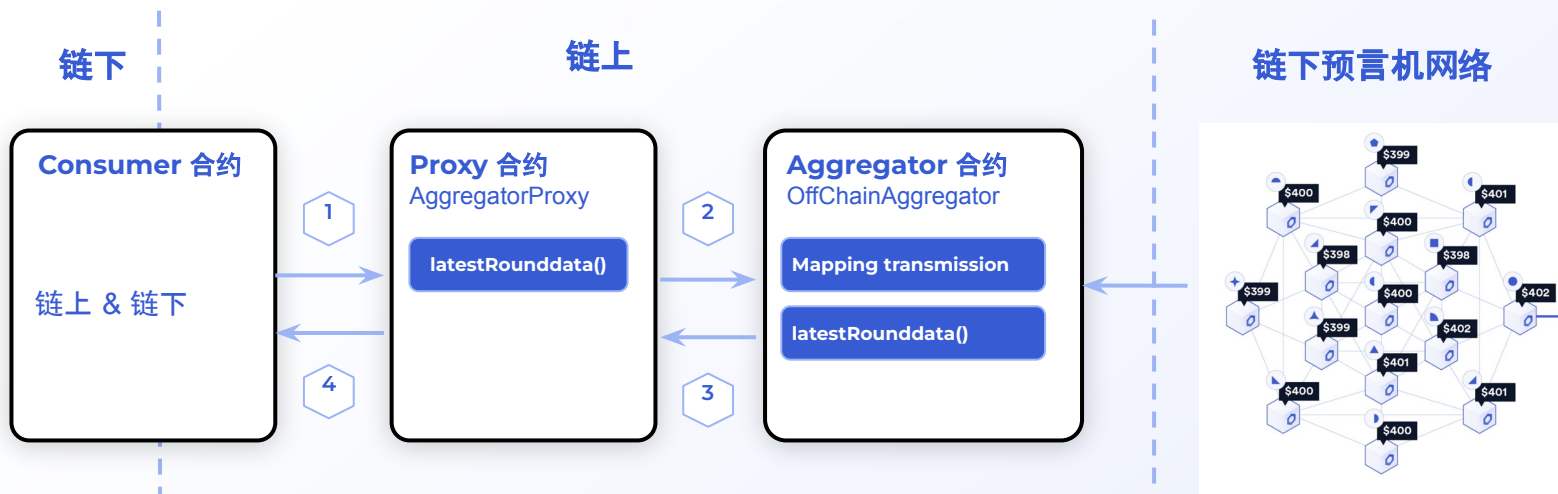 链下
链上
链下预言机网络
Consumer 合约
链上 & 链下
1
4
Proxy 合约
AggregatorProxy
latestRounddata()
2
3
Aggregator 合约
OffChainAggregator
Mapping transmission
latestRounddata()
$399
$400
$401
$400
$398
$398
$399
$400
$402
$399
$402
$401
$400
$401
$400